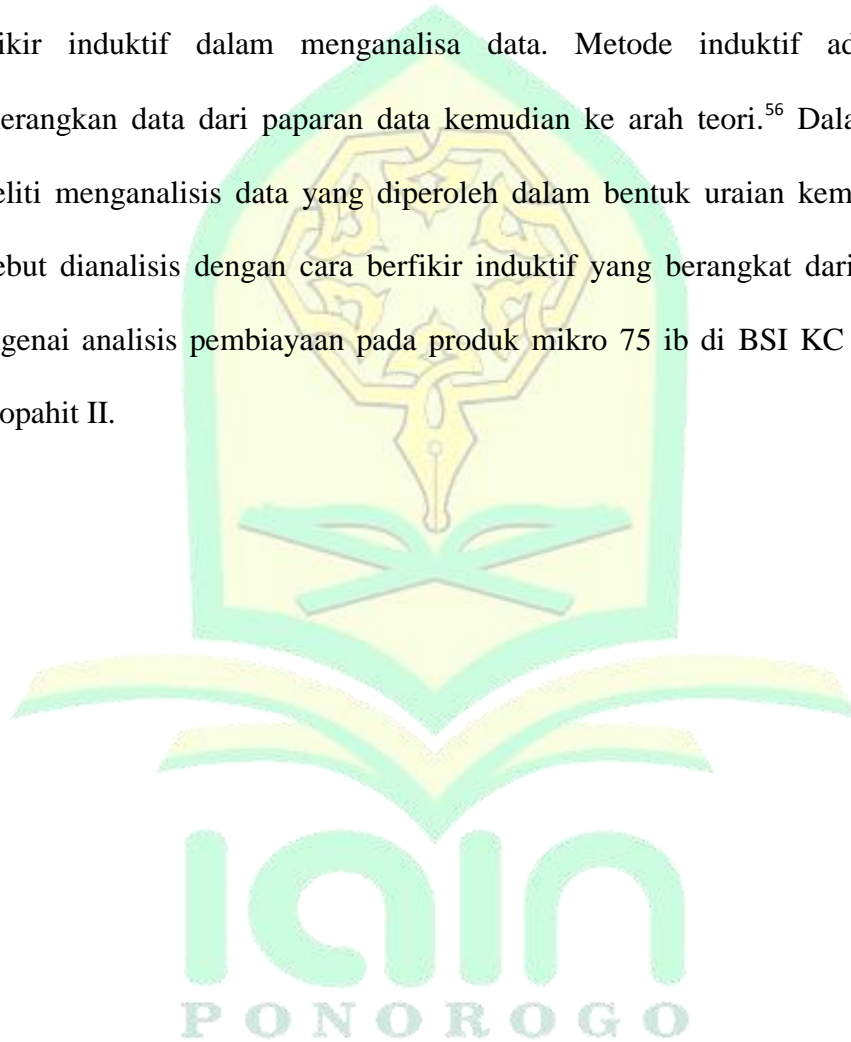 ikir induktif dalam menganalisa data. Metode induktif ad
erangkan data dari paparan data kemudian ke arah teori.⁵⁶ Dala
eliti menganalisis data yang diperoleh dalam bentuk uraian kem
ebut dianalisis dengan cara berfikir induktif yang berangkat dari
genai analisis pembiayaan pada produk mikro 75 ib di BSI KC
opahit II.
iain
PONOROGO